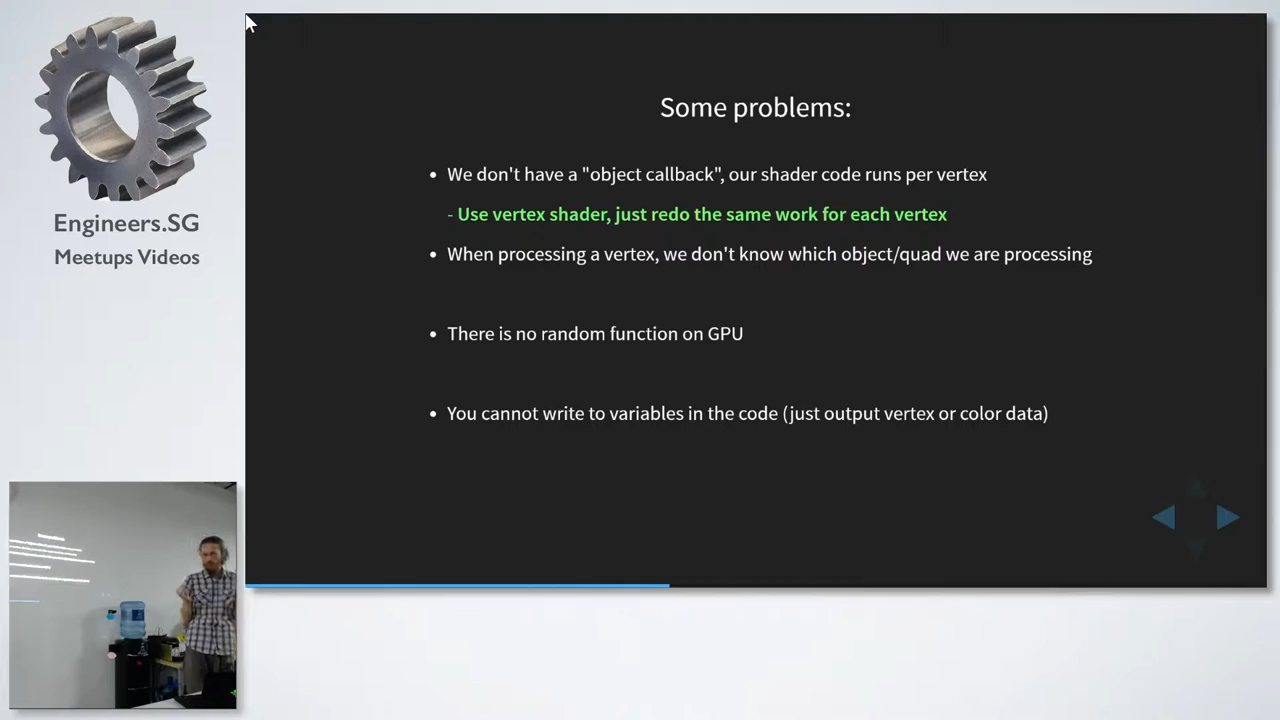 Engineers.SG
Meetups Videos
Some problems:
• We don't have a "object callback", our shader code runs per vertex
- Use vertex shader, just redo the same work for each vertex
• When processing a vertex, we don't know which object/quad we are processing
• There is no random function on GPU
• You cannot write to variables in the code (just output vertex or color data)